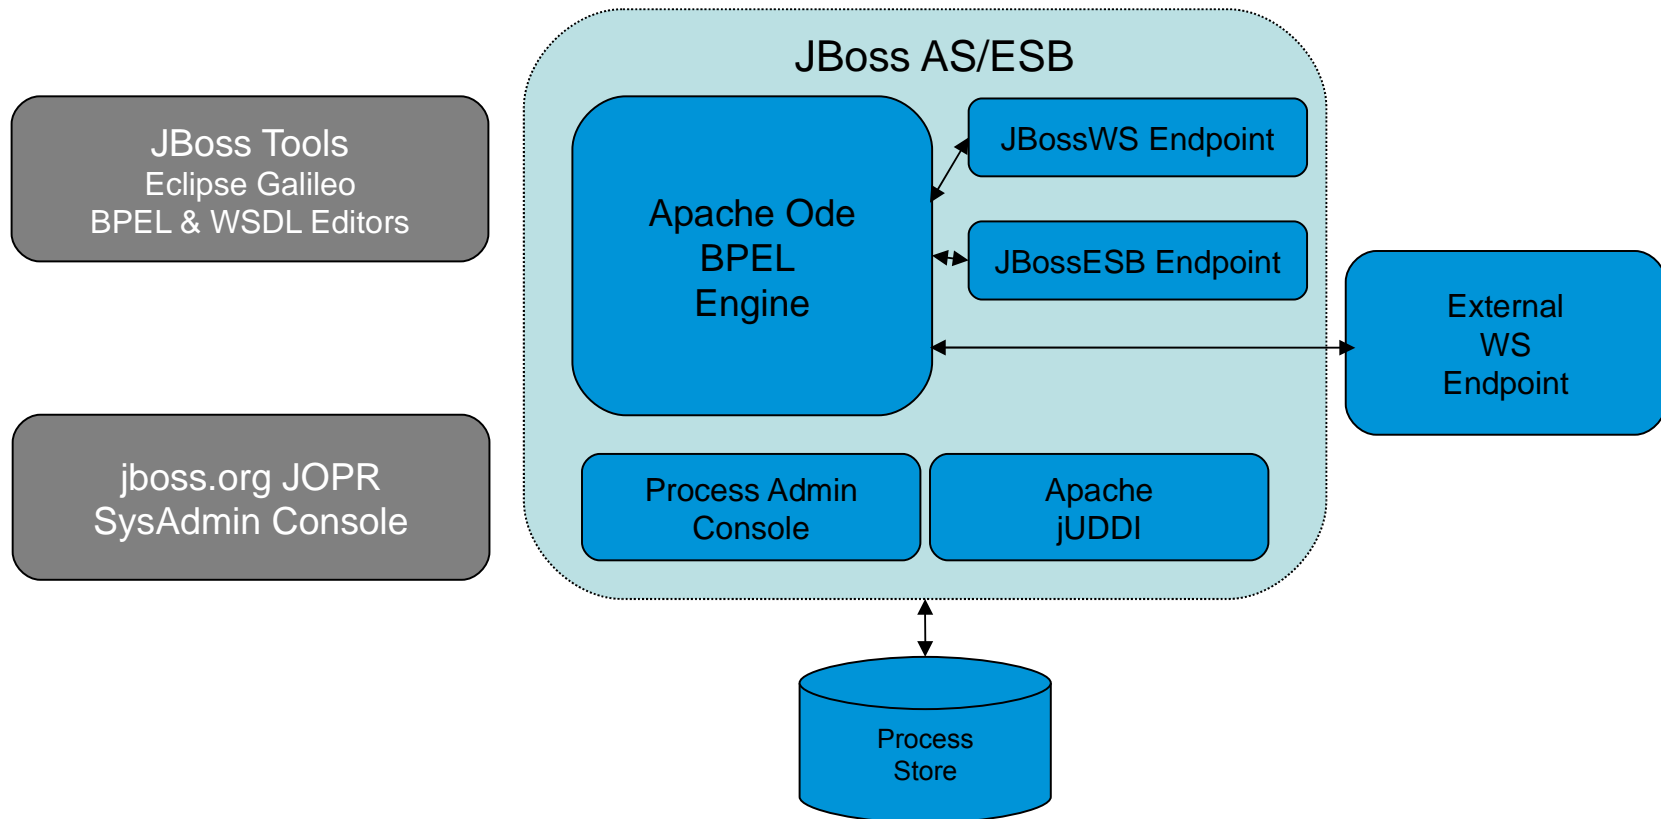 JBoss AS/ESB
JBoss Tools
Eclipse Galileo
BPEL & WSDL Editors
Apache Ode
BPEL
Engine
JBossWS Endpoint
JBossESB Endpoint
External
WS
Endpoint
jboss.org JOPR
SysAdmin Console
Process Admin
Console
Apache
jUDDI
Process
Store